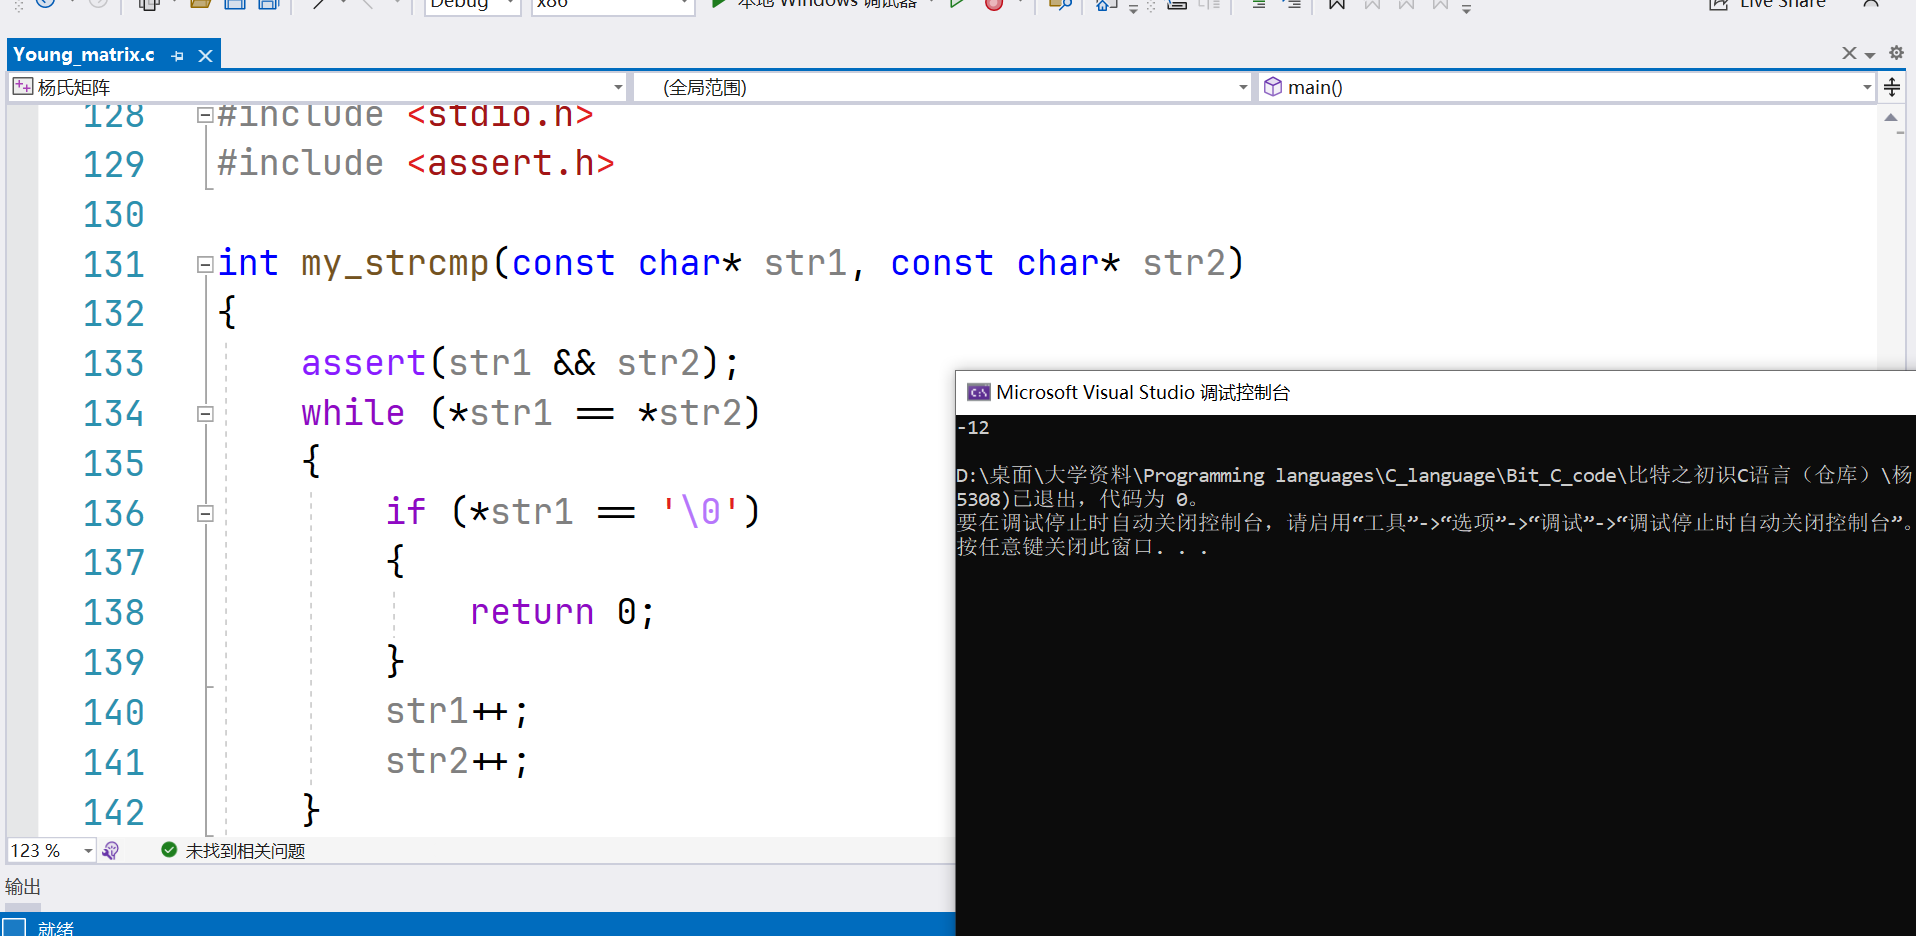 Debug x86 本地 Windows 调试器 Live Share
Young_matrix.c
杨氏矩阵 (全局范围) main()
128 #include <stdio.h>
129 #include <assert.h>
130
131 int my_strcmp(const char* str1, const char* str2)
132 {
133 assert(str1 && str2);
134 while (*str1 == *str2)
135 {
136 if (*str1 == '\0')
137 {
138 return 0;
139 }
140 str1++;
141 str2++;
142 }
123 % 未找到相关问题
输出
就绪
Microsoft Visual Studio 调试控制台
-12
D:\桌面\大学资料\Programming languages\C_language\Bit_C_code\比特之初识C语言（仓库）\杨
5308)已退出，代码为 0。
要在调试停止时自动关闭控制台，请启用“工具”->“选项”->“调试”->“调试停止时自动关闭控制台”。
按任意键关闭此窗口. . .